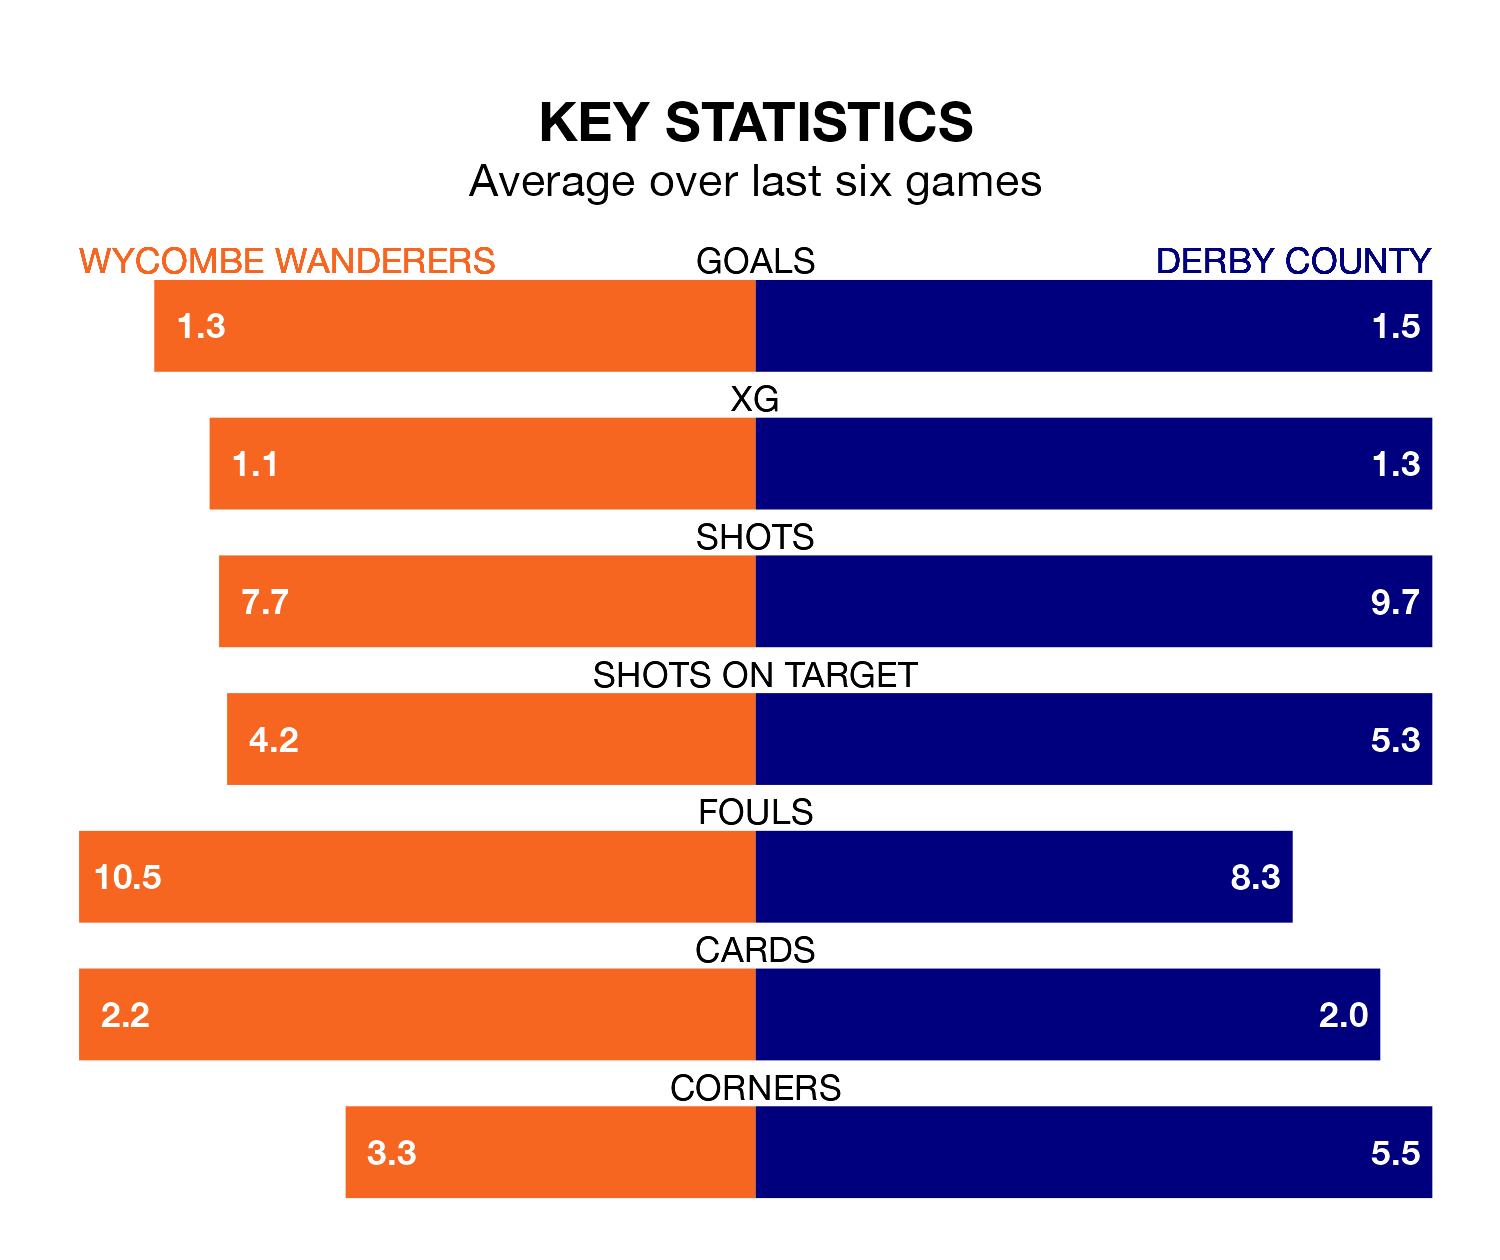 KEY STATISTICS
Average over last six games
WYCOMBE WANDERERS GOALS DERBY COUNTY
1.3 1.5
XG
1.1 1.3
SHOTS
7.7 9.7
SHOTS ON TARGET
4.2 5.3
FOULS
10.5 8.3
CARDS
2.2 2.0
CORNERS
3.3 5.5